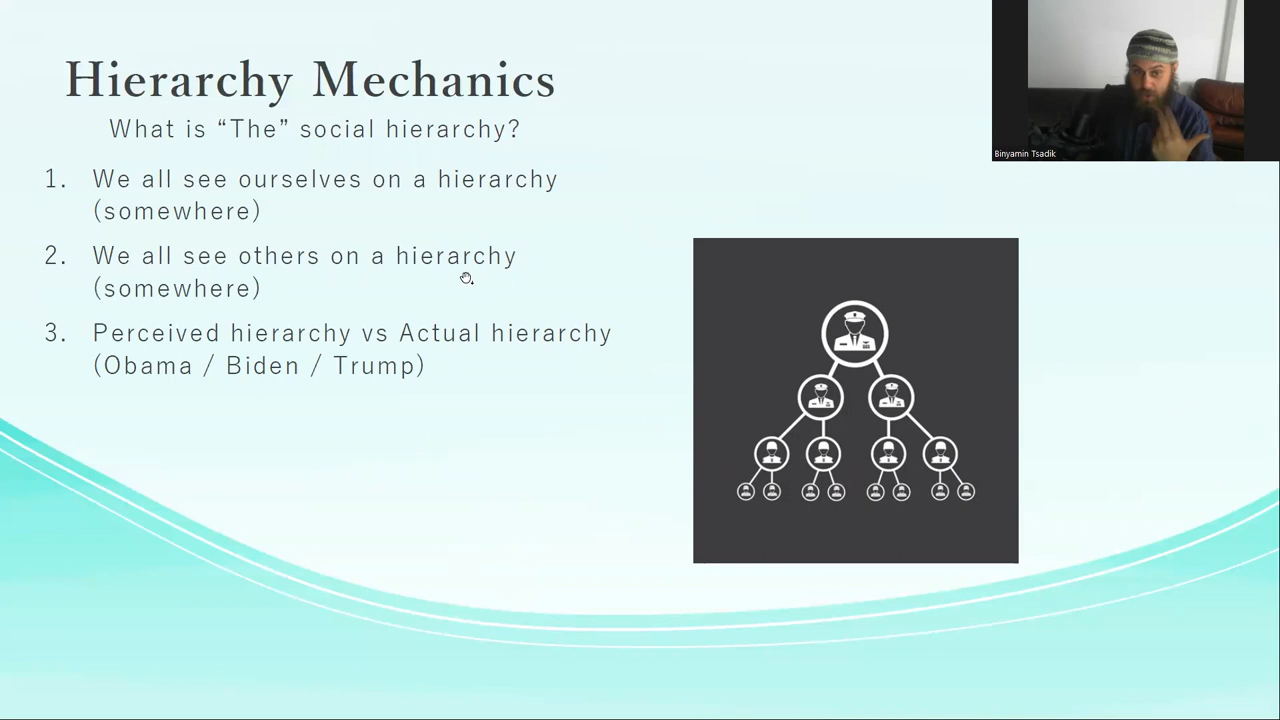 Hierarchy Mechanics
What is “The” social hierarchy?
1. We all see ourselves on a hierarchy
(somewhere)
2. We all see others on a hierarchy
(somewhere)
3. Perceived hierarchy vs Actual hierarchy
(Obama / Biden / Trump)
Binyamin Tsadik